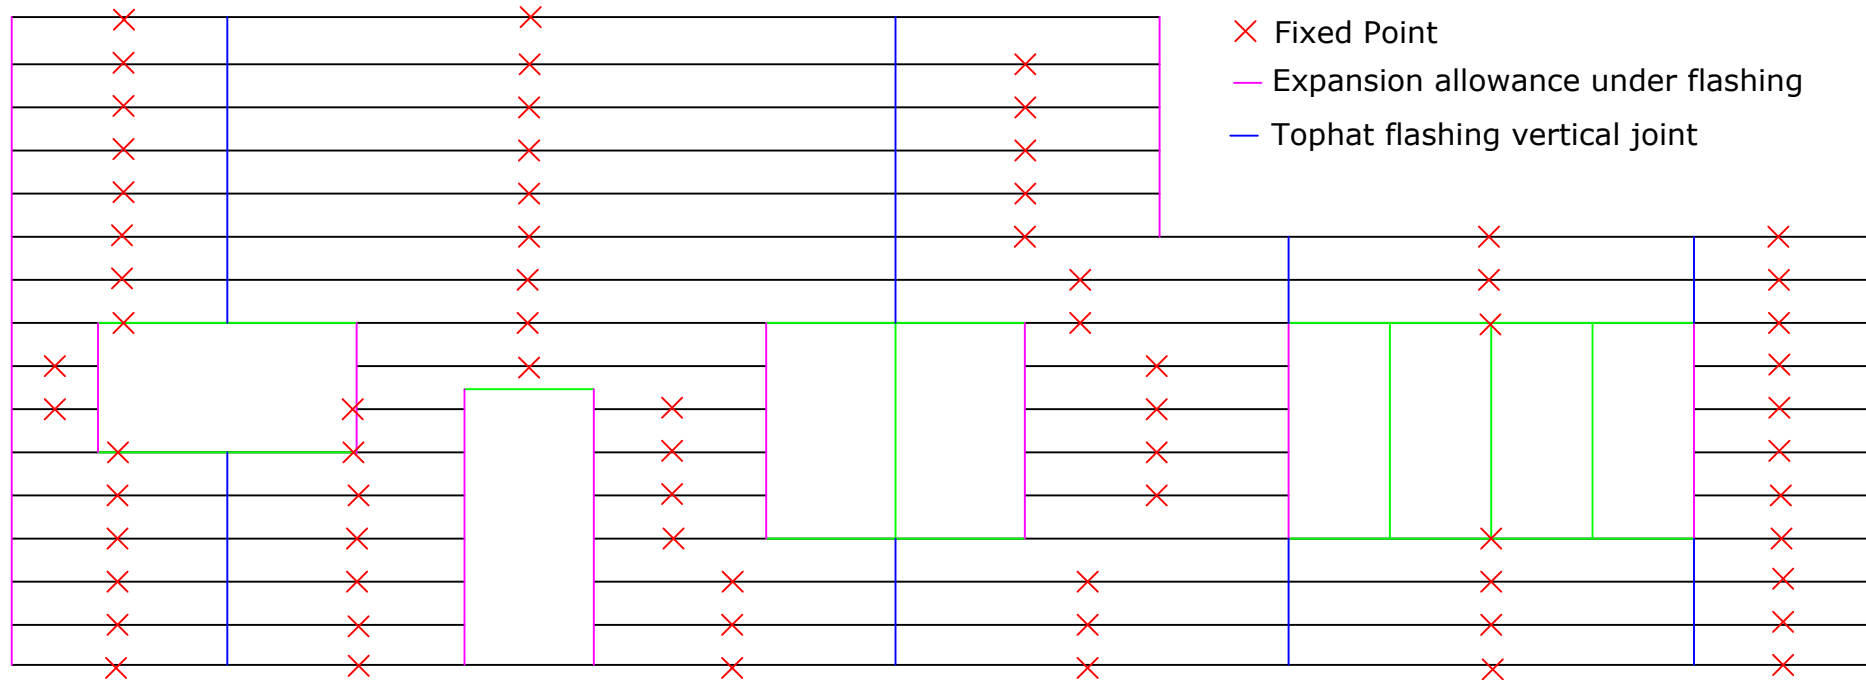 Fixed Point
Expansion allowance under flashing
Tophat flashing vertical joint